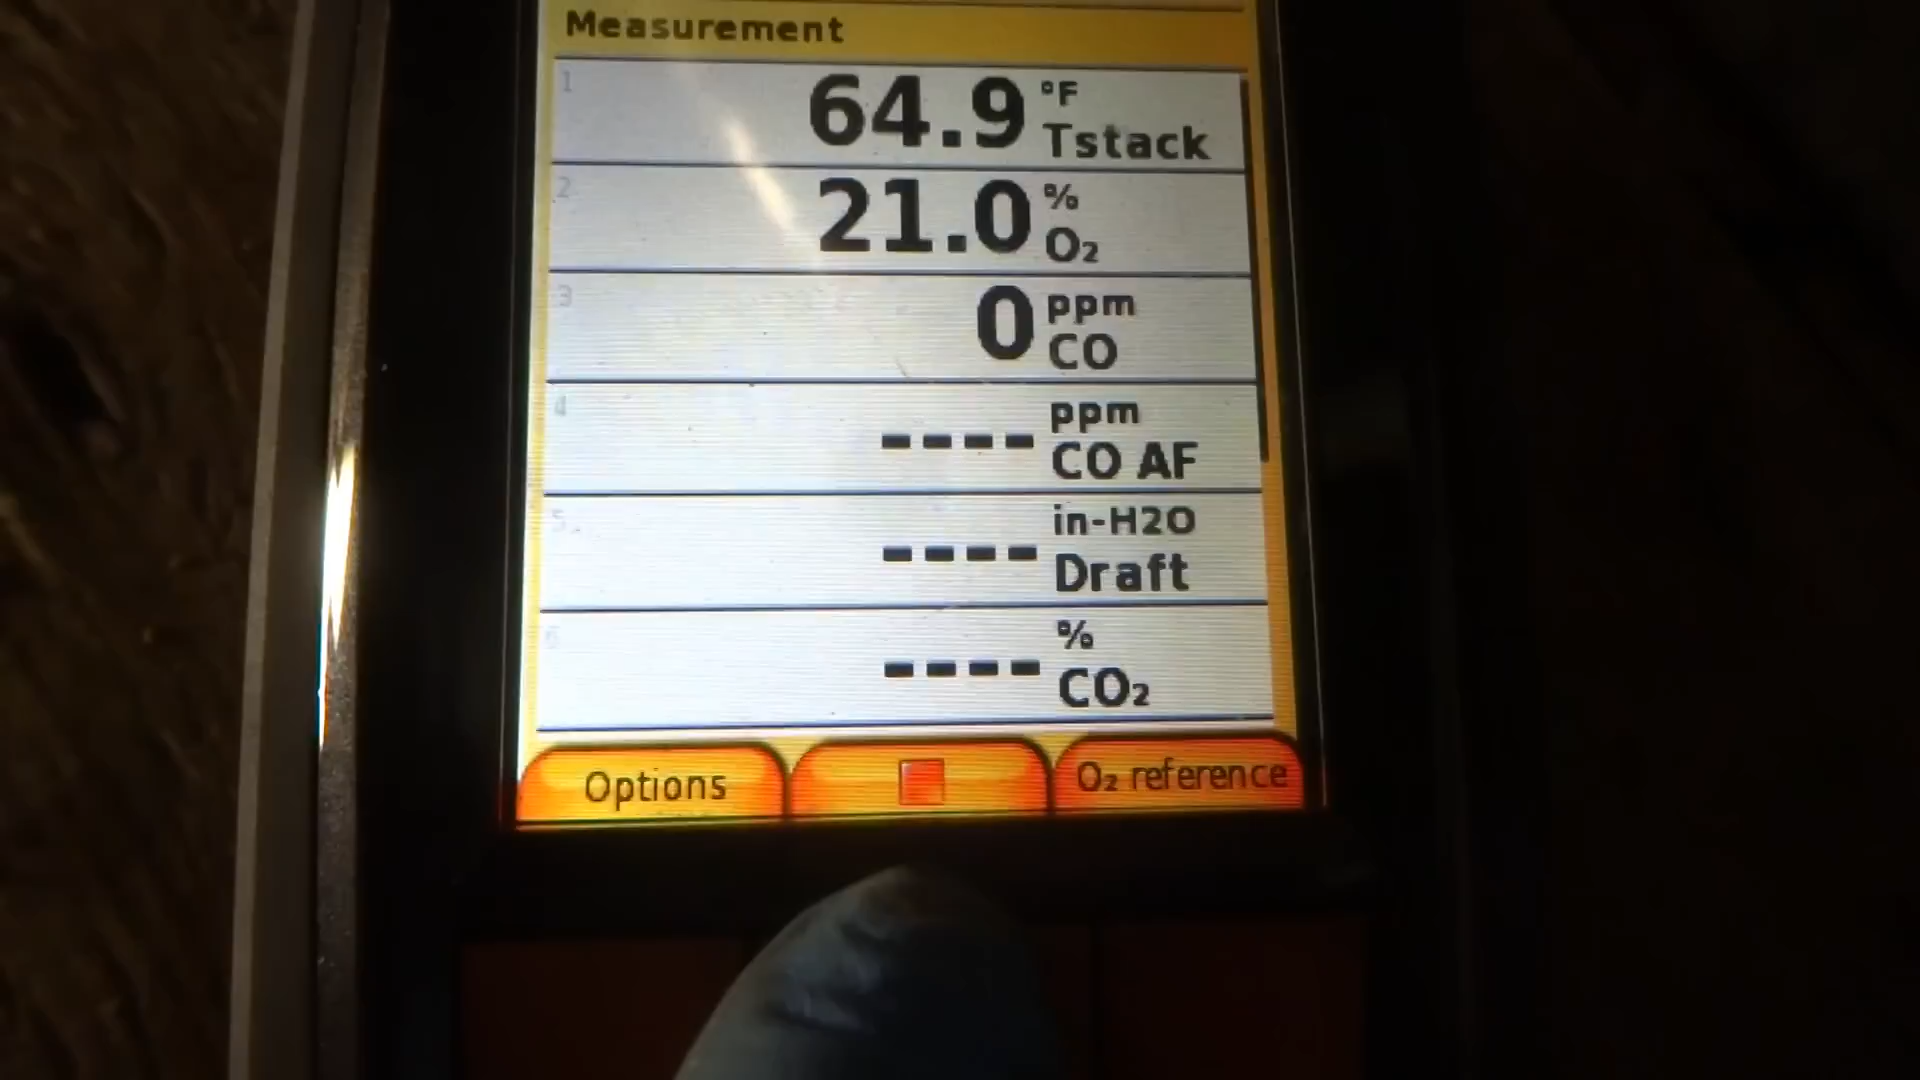 Measurement
1
64.9 °F
Tstack
2
21.0 %
O₂
3
0 ppm
CO
4
---- ppm
CO AF
5
---- in-H2O
Draft
6
---- %
CO₂
Options
O₂ reference